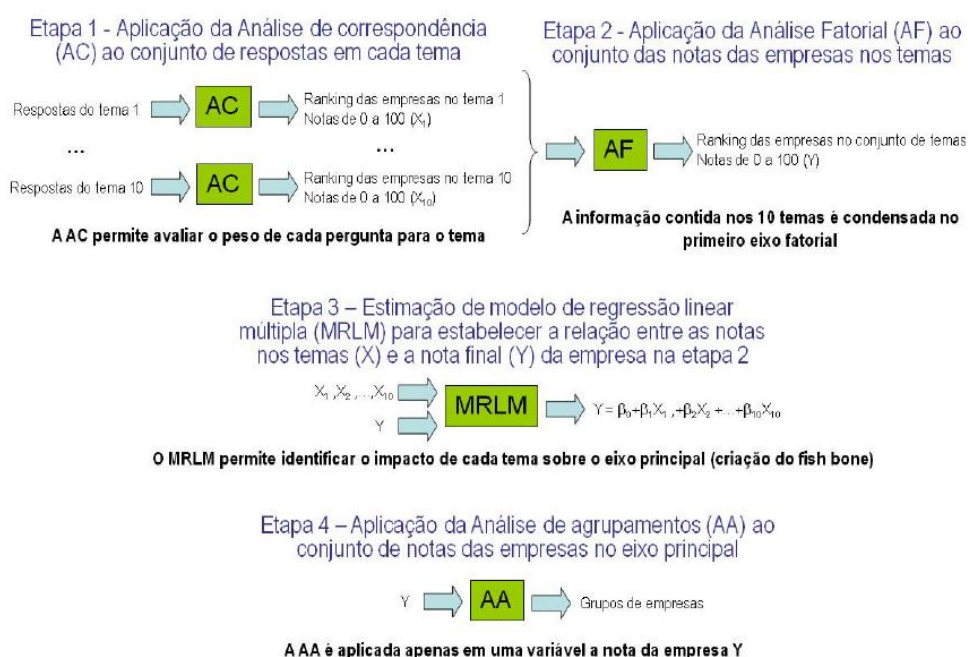 Etapa 1 - Aplicação da Análise de correspondência
(AC) ao conjunto de respostas em cada tema
Respostas do tema 1
AC
Ranking das empresas no tema 1
Notas de 0 a 100 (X₁)
...
...
Respostas do tema 10
AC
Ranking das empresas no tema 10
Notas de 0 a 100 (X₁₀)
A AC permite avaliar o peso de cada pergunta para o tema
Etapa 2 - Aplicação da Análise Fatorial (AF) ao
conjunto das notas das empresas nos temas
AF
Ranking das empresas no conjunto de temas
Notas de 0 a 100 (Y)
A informação contida nos 10 temas é condensada no
primeiro eixo fatorial
Etapa 3 – Estimação de modelo de regressão linear
múltipla (MRLM) para estabelecer a relação entre as notas
nos temas (X) e a nota final (Y) da empresa na etapa 2
X₁ ,X₂ ,...,X₁₀
Y
MRLM
Y = β₀+β₁X₁ ,+β₂X₂ +...+β₁₀X₁₀
O MRLM permite identificar o impacto de cada tema sobre o eixo principal (criação do fish bone)
Etapa 4 – Aplicação da Análise de agrupamentos (AA) ao
conjunto de notas das empresas no eixo principal
Y
AA
Grupos de empresas
A AA é aplicada apenas em uma variável a nota da empresa Y